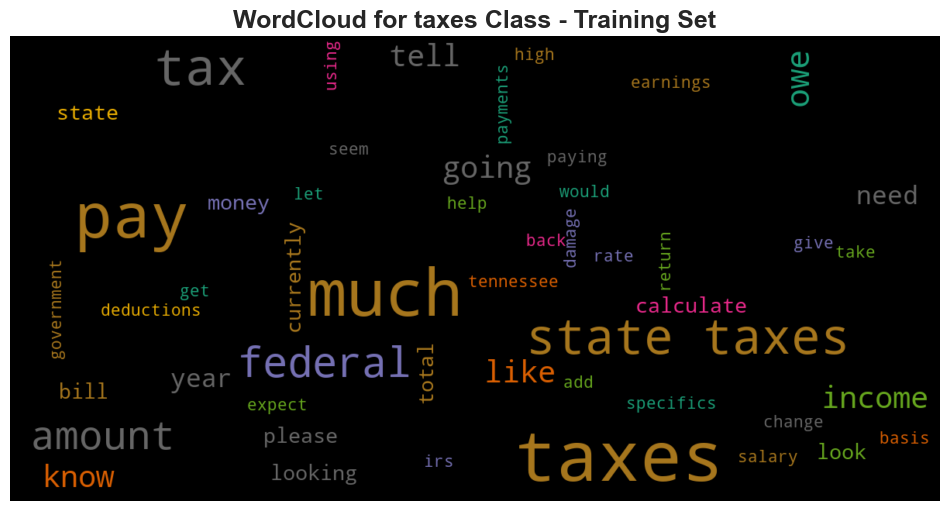 WordCloud for taxes Class - Training Set
tax
using
tell
high
payments
earnings
owe
state
seem
going
paying
need
pay
money
let
help
would
damage
back
rate
return
give
take
government
currently
much
tennessee
get
deductions
calculate
state taxes
federal
total
like
add
year
bill
expect
specifics
income
change
basis
amount
please
know
looking
irs
taxes
salary
look